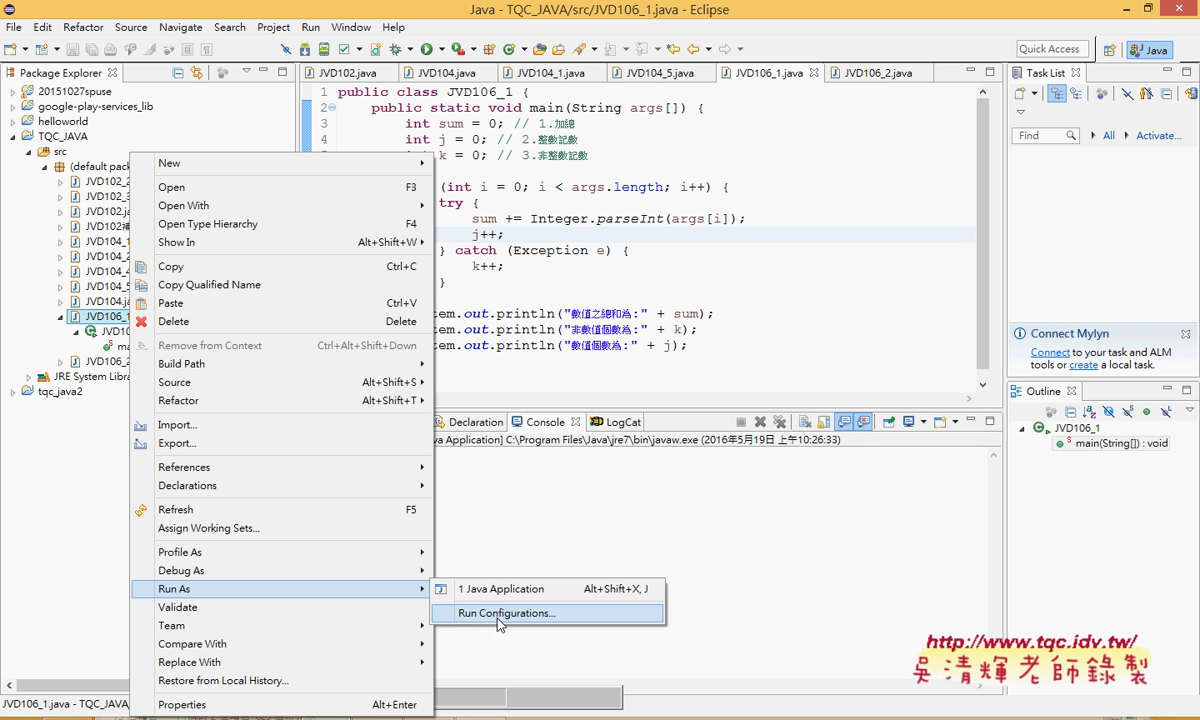 Java - TQC_JAVA/src/JVD106_1.java - Eclipse
File Edit Refactor Source Navigate Search Project Run Window Help
Quick Access
Java
Package Explorer
JVD102.java JVD104.java JVD104_1.java JVD104_5.java JVD106_1.java JVD106_2.java
Task List
20151027spuse
google-play-services_lib
helloworld
TQC_JAVA
src
(default pack
JVD102_2
JVD102_3
JVD102.ja
JVD102補
JVD104_1
JVD104_2
JVD104_4
JVD104_5
JVD104.ja
JVD106_1
JVD10
ma
JVD106_2
JRE System Libra
tqc_java2
1 public class JVD106_1 {
2 public static void main(String args[]) {
3 int sum = 0; // 1.加總
4 int j = 0; // 2.整數記數
k = 0; // 3.非整數記數
(int i = 0; i < args.length; i++) {
try {
sum += Integer.parseInt(args[i]);
j++;
} catch (Exception e) {
k++;
}
tem.out.println("數值之總和為:" + sum);
tem.out.println("非數值個數為:" + k);
tem.out.println("數值個數為:" + j);
New
Open F3
Open With
Open Type Hierarchy F4
Show In Alt+Shift+W
Copy Ctrl+C
Copy Qualified Name
Paste Ctrl+V
Delete Delete
Remove from Context Ctrl+Alt+Shift+Down
Build Path
Source Alt+Shift+S
Refactor Alt+Shift+T
Import...
Export...
References
Declarations
Refresh F5
Assign Working Sets...
Profile As
Debug As
Run As
Validate
Team
Compare With
Replace With
Restore from Local History...
Properties Alt+Enter
1 Java Application Alt+Shift+X, J
Run Configurations...
Declaration Console LogCat
va Application] C:\Program Files\Java\jre7\bin\javaw.exe (2016年5月19日 上午10:26:33)
Find All Activate...
Connect Mylyn
Connect to your task and ALM
tools or create a local task.
Outline
JVD106_1
main(String[]) : void
http://www.tqc.idv.tw/
吳清輝老師錄製
JVD106_1.java - TQC_JAVA/